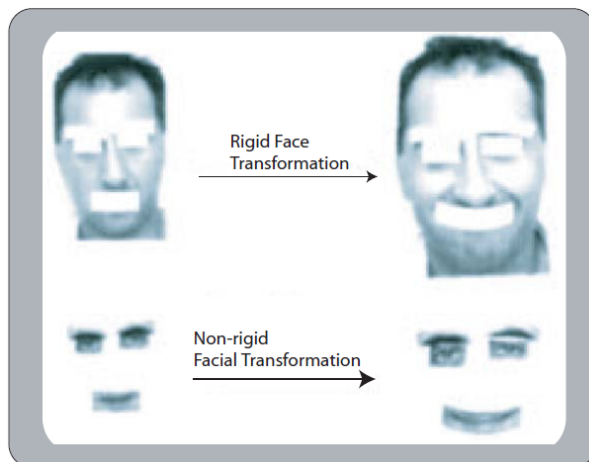 Rigid Face
Transformation
Non-rigid
Facial Transformation